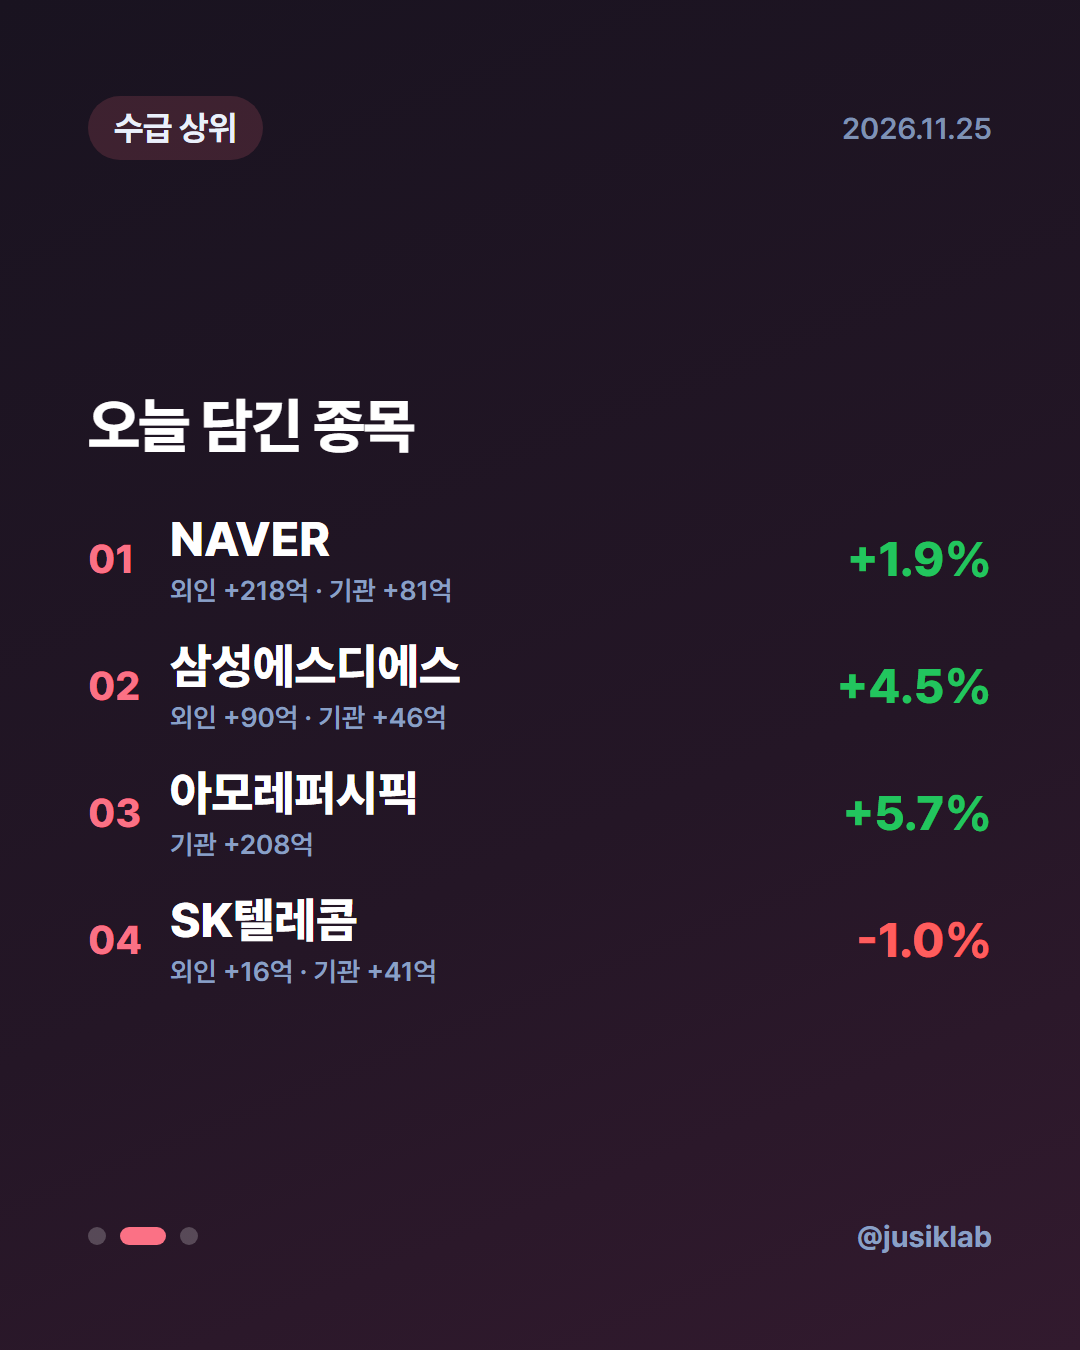 수급 상위
2026.11.25
오늘 담긴 종목
01
NAVER
외인 +218억 · 기관 +81억
+1.9%
02
삼성에스디에스
외인 +90억 · 기관 +46억
+4.5%
03
아모레퍼시픽
기관 +208억
+5.7%
04
SK텔레콤
외인 +16억 · 기관 +41억
-1.0%
@jusiklab